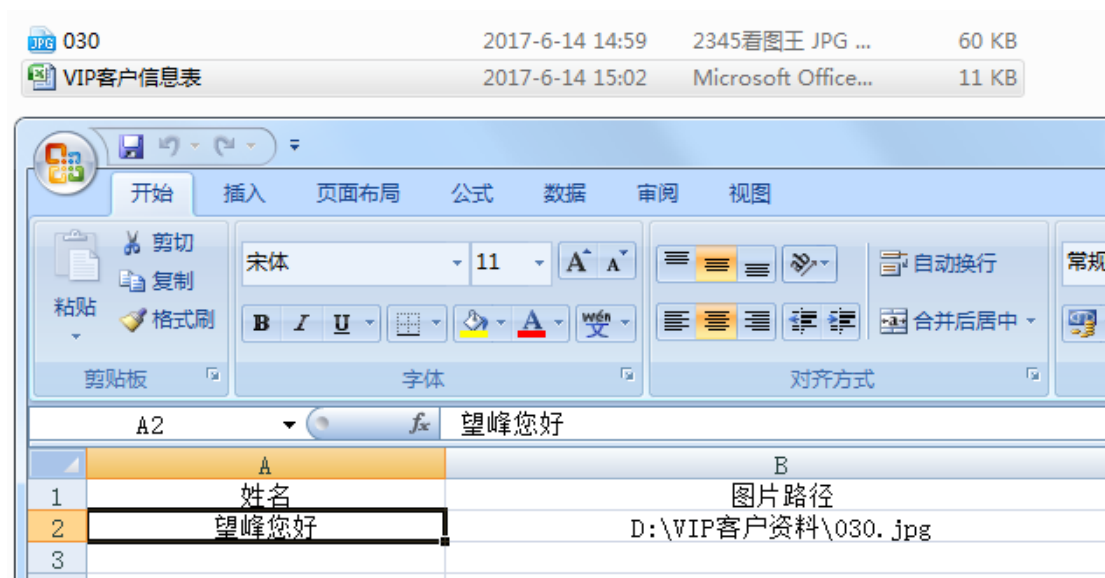 JPG 030 2017-6-14 14:59 2345看图王 JPG ... 60 KB
VIP客户信息表 2017-6-14 15:02 Microsoft Office... 11 KB
开始 插入 页面布局 公式 数据 审阅 视图
剪切
宋体 11 A A 自动换行 常规
复制
粘贴
格式刷 B I U A wén 文 a 合并后居中
剪贴板 字体 对齐方式
A2 fx 望峰您好
A B
1 姓名 图片路径
2 望峰您好 D:\VIP客户资料\030.jpg
3